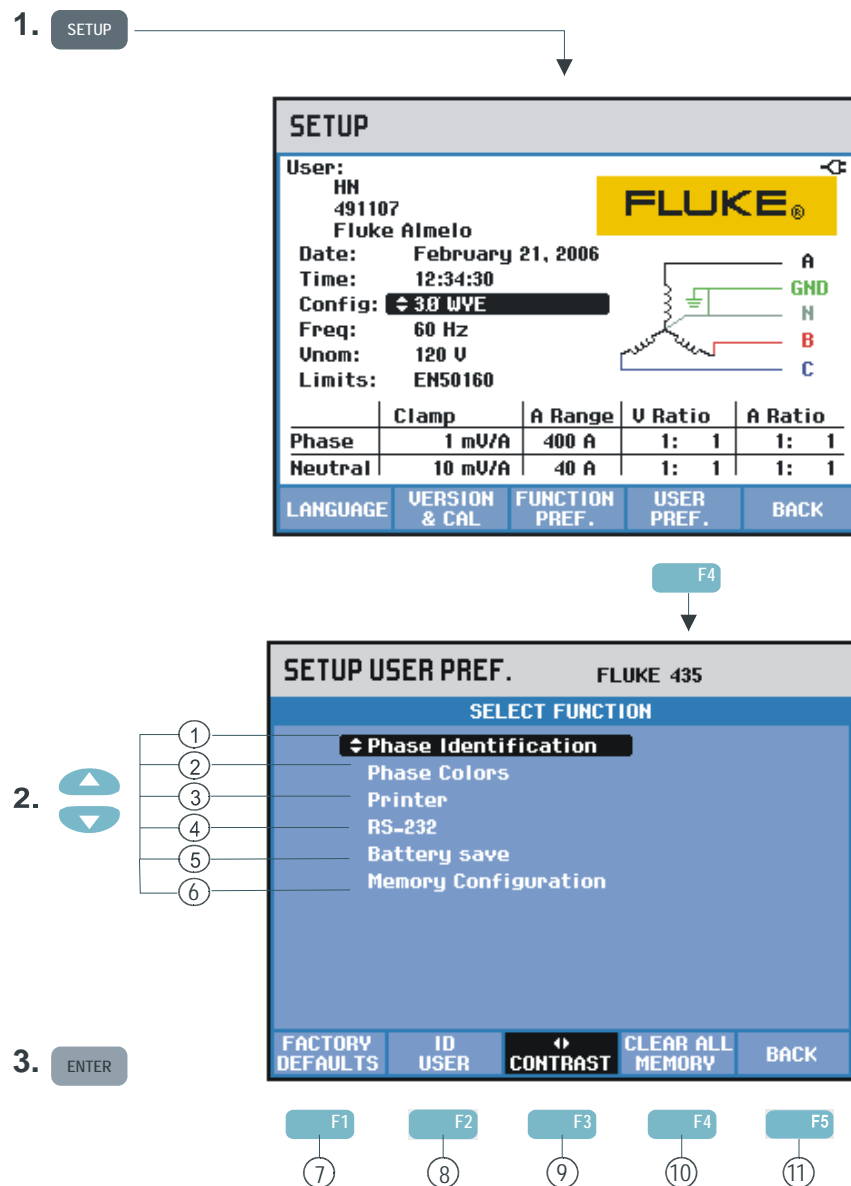 1. SETUP
SETUP
User:
HN
491107
Fluke Almelo
FLUKE®
Date: February 21, 2006
Time: 12:34:30
Config: 3Ø WYE
Freq: 60 Hz
Vnom: 120 V
Limits: EN50160
A
GND
N
B
C
Clamp A Range V Ratio A Ratio
Phase 1 mV/A 400 A 1: 1 1: 1
Neutral 10 mV/A 40 A 1: 1 1: 1
LANGUAGE VERSION & CAL FUNCTION PREF. USER PREF. BACK
F4
SETUP USER PREF. FLUKE 435
SELECT FUNCTION
2.
1 Phase Identification
2 Phase Colors
3 Printer
4 RS-232
5 Battery save
6 Memory Configuration
3. ENTER
FACTORY DEFAULTS ID USER CONTRAST CLEAR ALL MEMORY BACK
F1 F2 F3 F4 F5
7 8 9 10 11